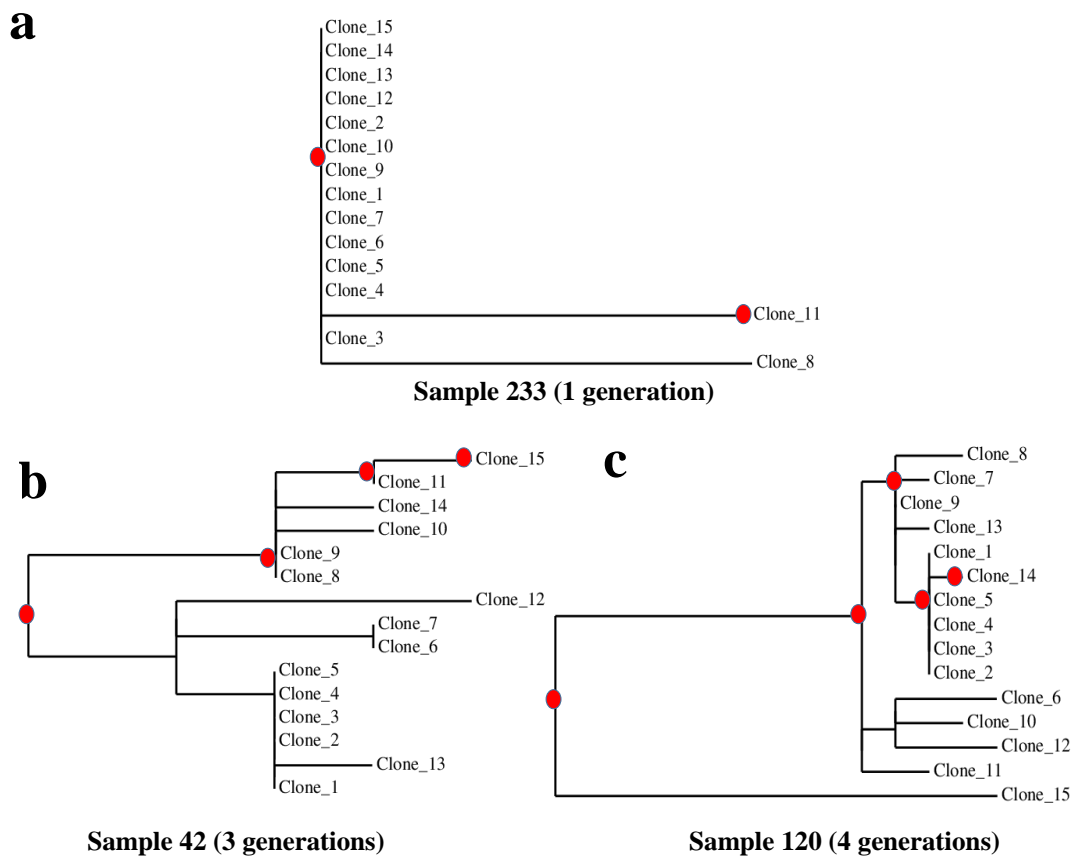 a
Clone_15
Clone_14
Clone_13
Clone_12
Clone_2
Clone_10
Clone_9
Clone_1
Clone_7
Clone_6
Clone_5
Clone_4
Clone_11
Clone_3
Clone_8
Sample 233 (1 generation)
b
Clone_15
Clone_11
Clone_14
Clone_10
Clone_9
Clone_8
Clone_12
Clone_7
Clone_6
Clone_5
Clone_4
Clone_3
Clone_2
Clone_13
Clone_1
Sample 42 (3 generations)
c
Clone_8
Clone_7
Clone_9
Clone_13
Clone_1
Clone_14
Clone_5
Clone_4
Clone_3
Clone_2
Clone_6
Clone_10
Clone_12
Clone_11
Clone_15
Sample 120 (4 generations)